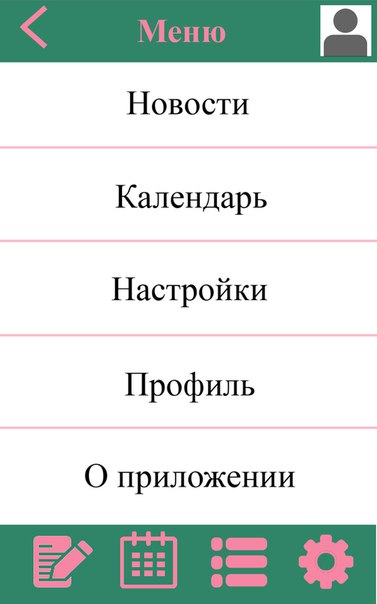 Меню
Новости
Календарь
Настройки
Профиль
О приложении